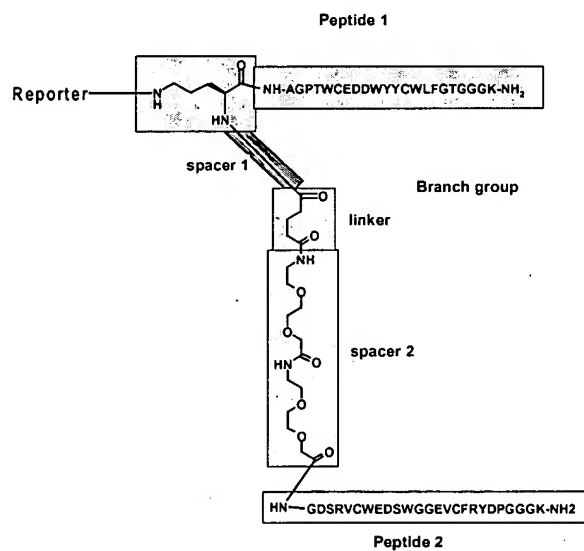 Peptide 1
Reporter
N
H
O
HN
NH-AGPTWCEDDWYYCWLFGTGGGK-NH2
spacer 1
Branch group
O
linker
O
NH
O
O
spacer 2
HN
O
O
O
O
HN-GDSRVCWEDSWGGEVCFRYDPGGGK-NH2
Peptide 2